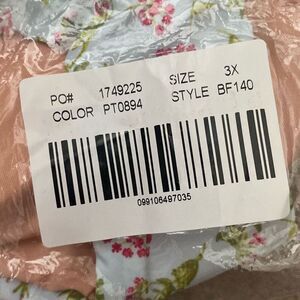 PO# 1749225 SIZE 3X
COLOR PT0894 STYLE BF140
099106497035